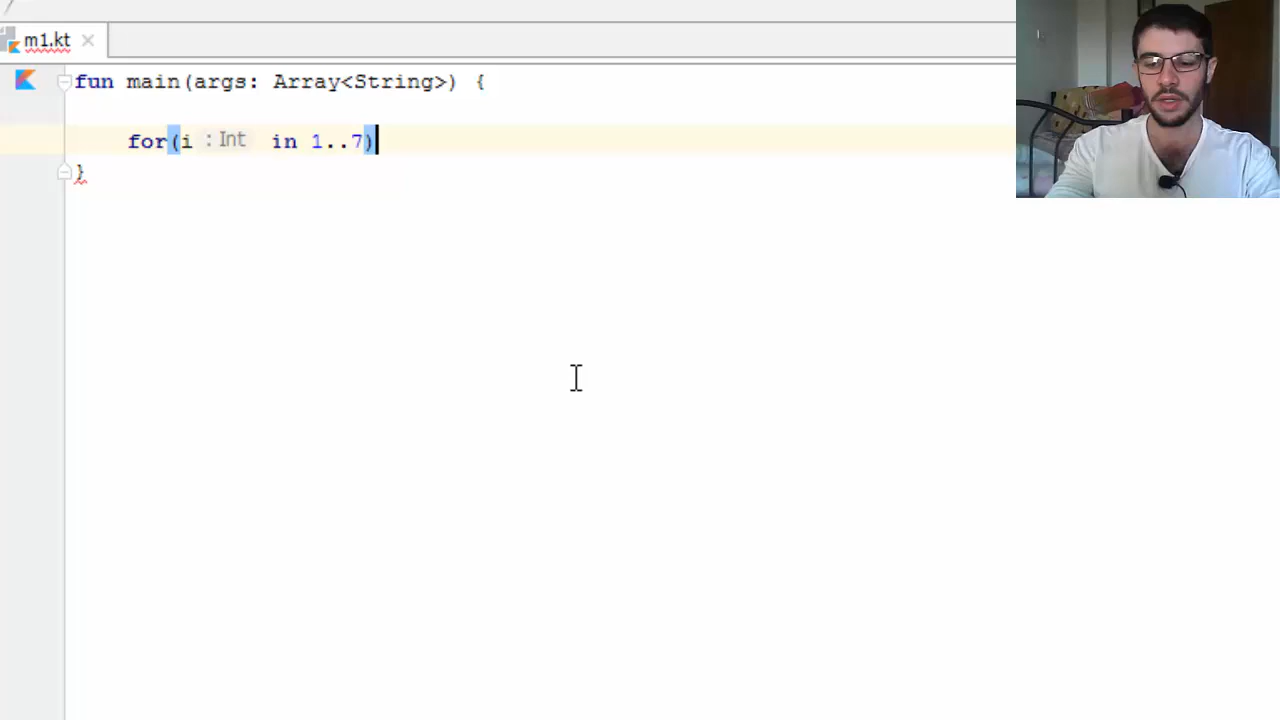 m1.kt
fun main(args: Array<String>) {
for(i : Int in 1..7)
}